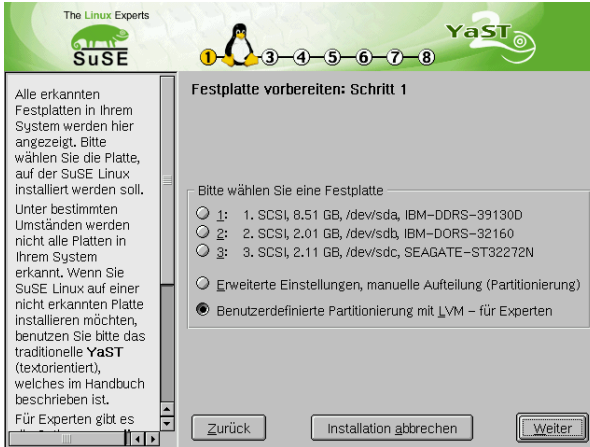 The Linux Experts
SuSE
YaST
2
1 3 4 5 6 7 8
Alle erkannten
Festplatten in Ihrem
System werden hier
angezeigt. Bitte
wählen Sie die Platte,
auf der SuSE Linux
installiert werden soll.
Unter bestimmten
Umständen werden
nicht alle Platten in
Ihrem System
erkannt. Wenn Sie
SuSE Linux auf einer
nicht erkannten Platte
installieren möchten,
benutzen Sie bitte das
traditionelle YaST
(textorientiert),
welches im Handbuch
beschrieben ist.
Für Experten gibt es
Festplatte vorbereiten: Schritt 1
Bitte wählen Sie eine Festplatte
1: 1. SCSI, 8.51 GB, /dev/sda, IBM-DDRS-39130D
2: 2. SCSI, 2.01 GB, /dev/sdb, IBM-DDRS-32160
3: 3. SCSI, 2.11 GB, /dev/sdc, SEAGATE-ST32272N
Erweiterte Einstellungen, manuelle Aufteilung (Partitionierung)
Benutzerdefinierte Partitionierung mit LVM - für Experten
Zurück
Installation abbrechen
Weiter